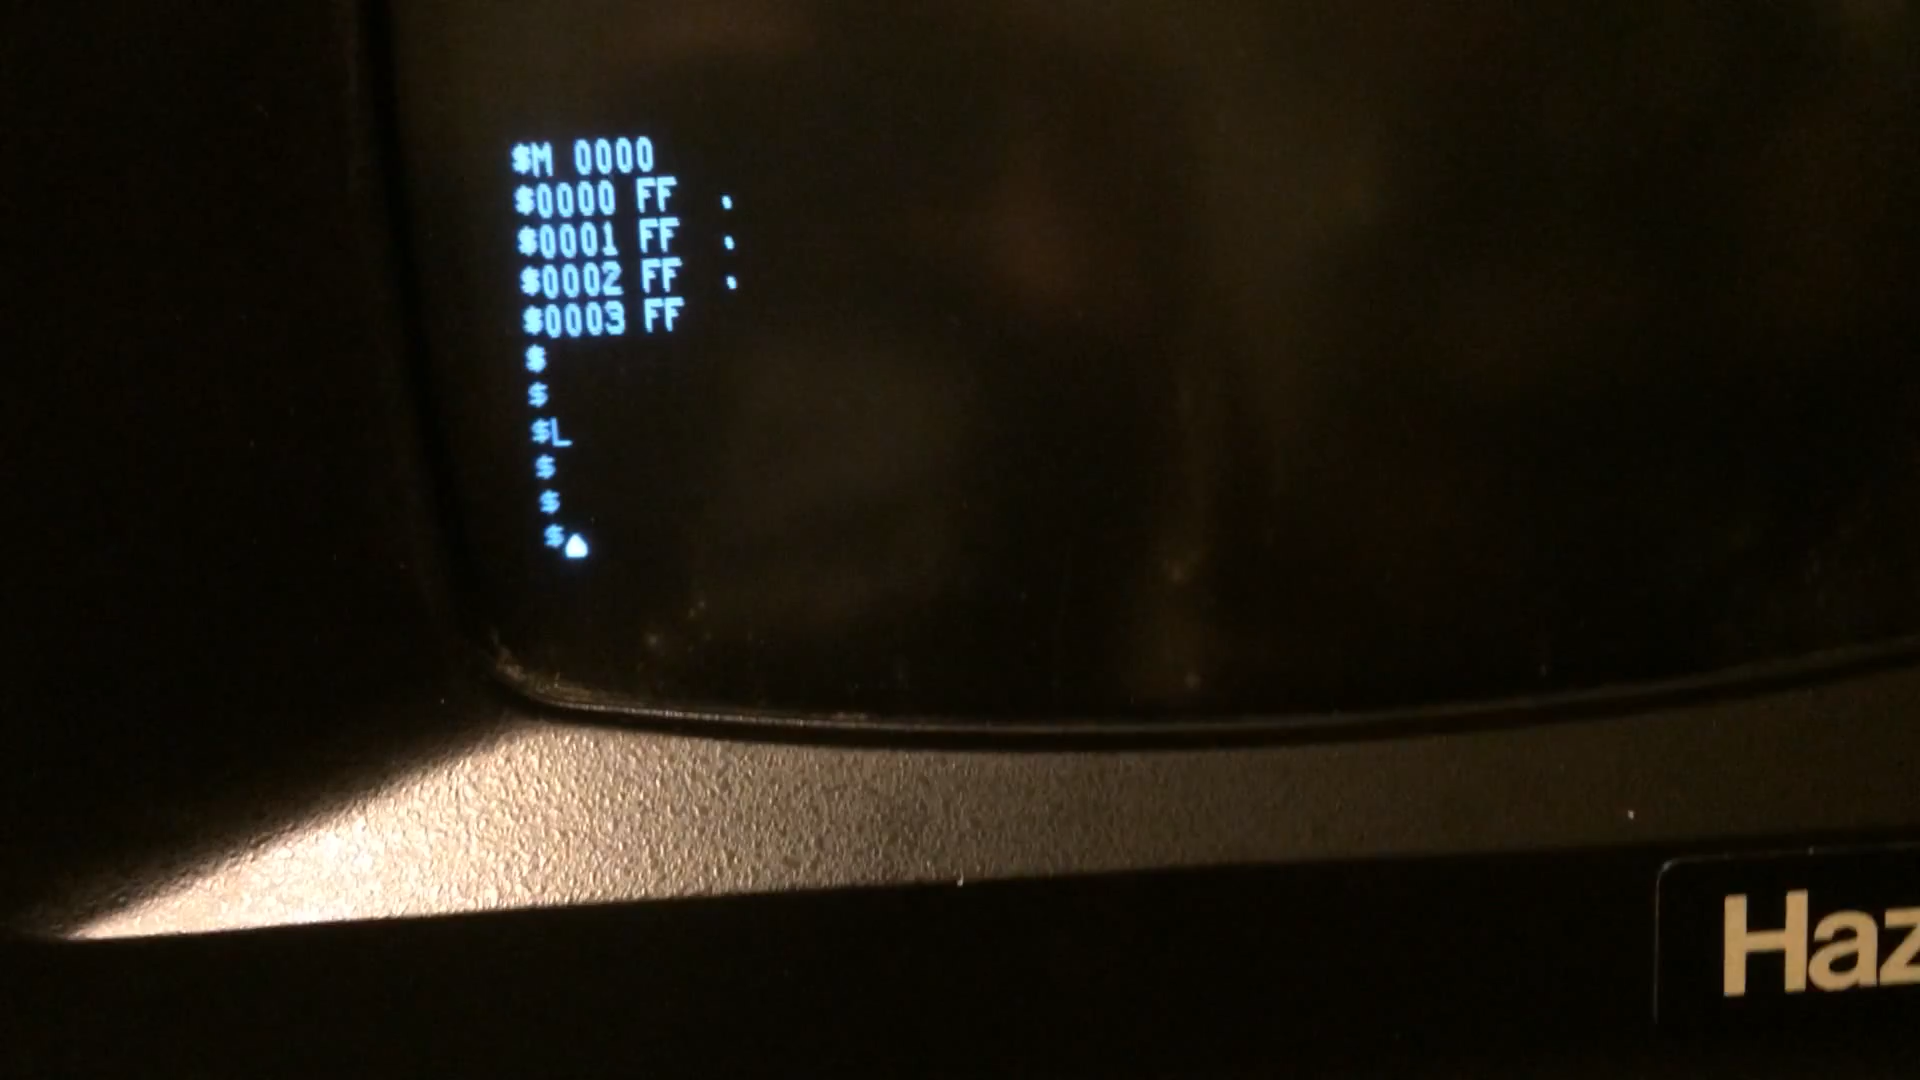 $M 0000
$0000 FF .
$0001 FF .
$0002 FF .
$0003 FF
$
$
$L
$
$
$
Haz